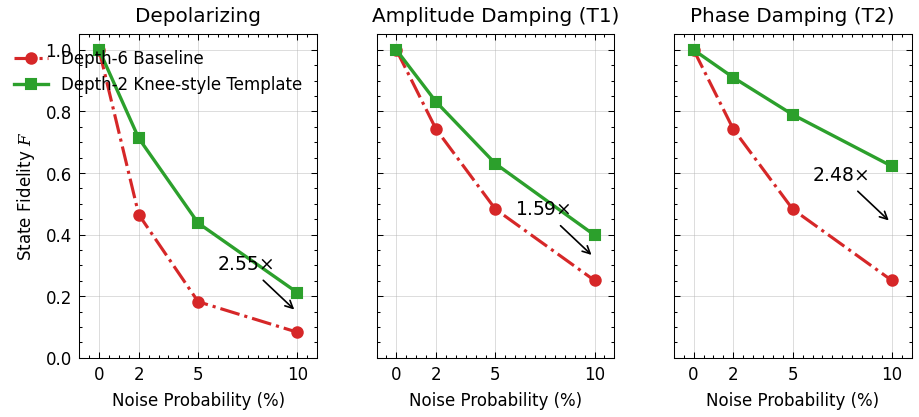 Depolarizing
Amplitude Damping (T1)
Phase Damping (T2)
Depth-6 Baseline
Depth-2 Knee-style Template
State Fidelity F
1.0
0.8
0.6
0.4
0.2
0.0
2.55×
1.59×
2.48×
0 2 5 10
0 2 5 10
0 2 5 10
Noise Probability (%)
Noise Probability (%)
Noise Probability (%)